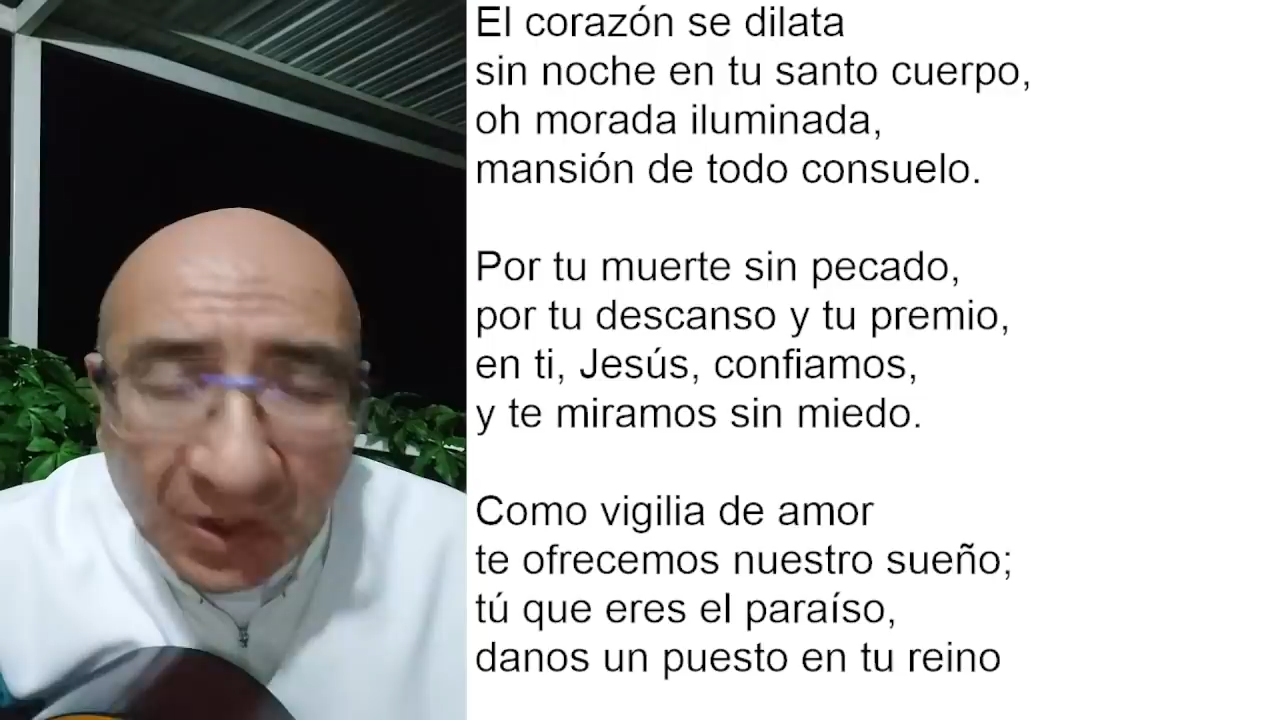 El corazón se dilata
sin noche en tu santo cuerpo,
oh morada iluminada,
mansión de todo consuelo.
Por tu muerte sin pecado,
por tu descanso y tu premio,
en ti, Jesús, confiamos,
y te miramos sin miedo.
Como vigilia de amor
te ofrecemos nuestro sueño;
tú que eres el paraíso,
danos un puesto en tu reino